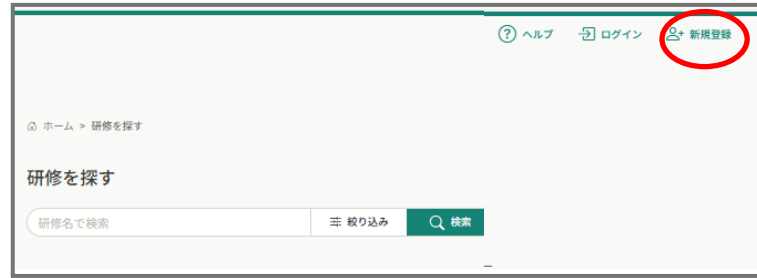 ? ヘルプ ログイン 新規登録
ホーム > 研修を探す
研修を探す
研修名で検索 絞り込み 検索